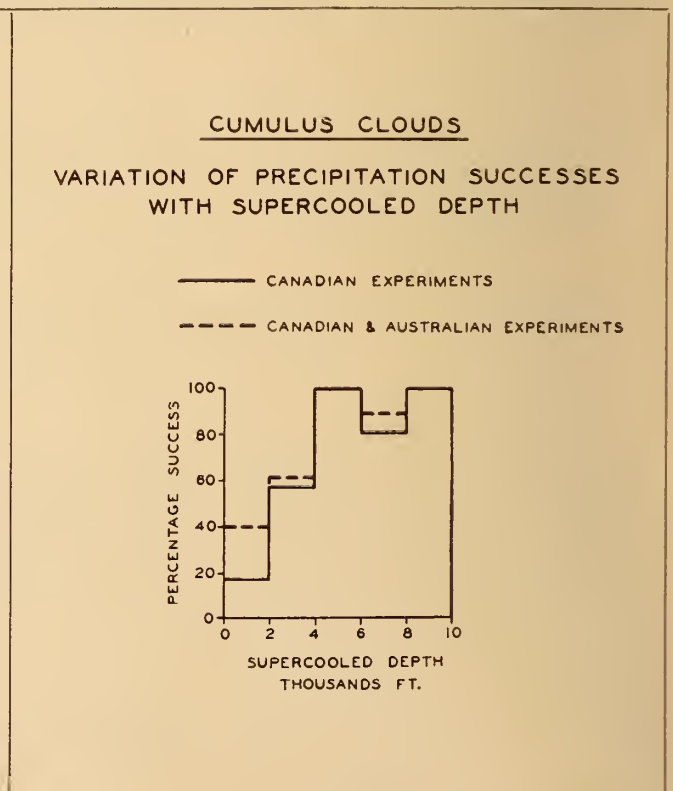 CUMULUS CLOUDS
VARIATION OF PRECIPITATION SUCCESSES
WITH SUPERCOOLED DEPTH
CANADIAN EXPERIMENTS
CANADIAN & AUSTRALIAN EXPERIMENTS
PERCENTAGE SUCCESS
100
80
60
40
20
0
0 2 4 6 8 10
SUPERCOOLED DEPTH
THOUSANDS FT.